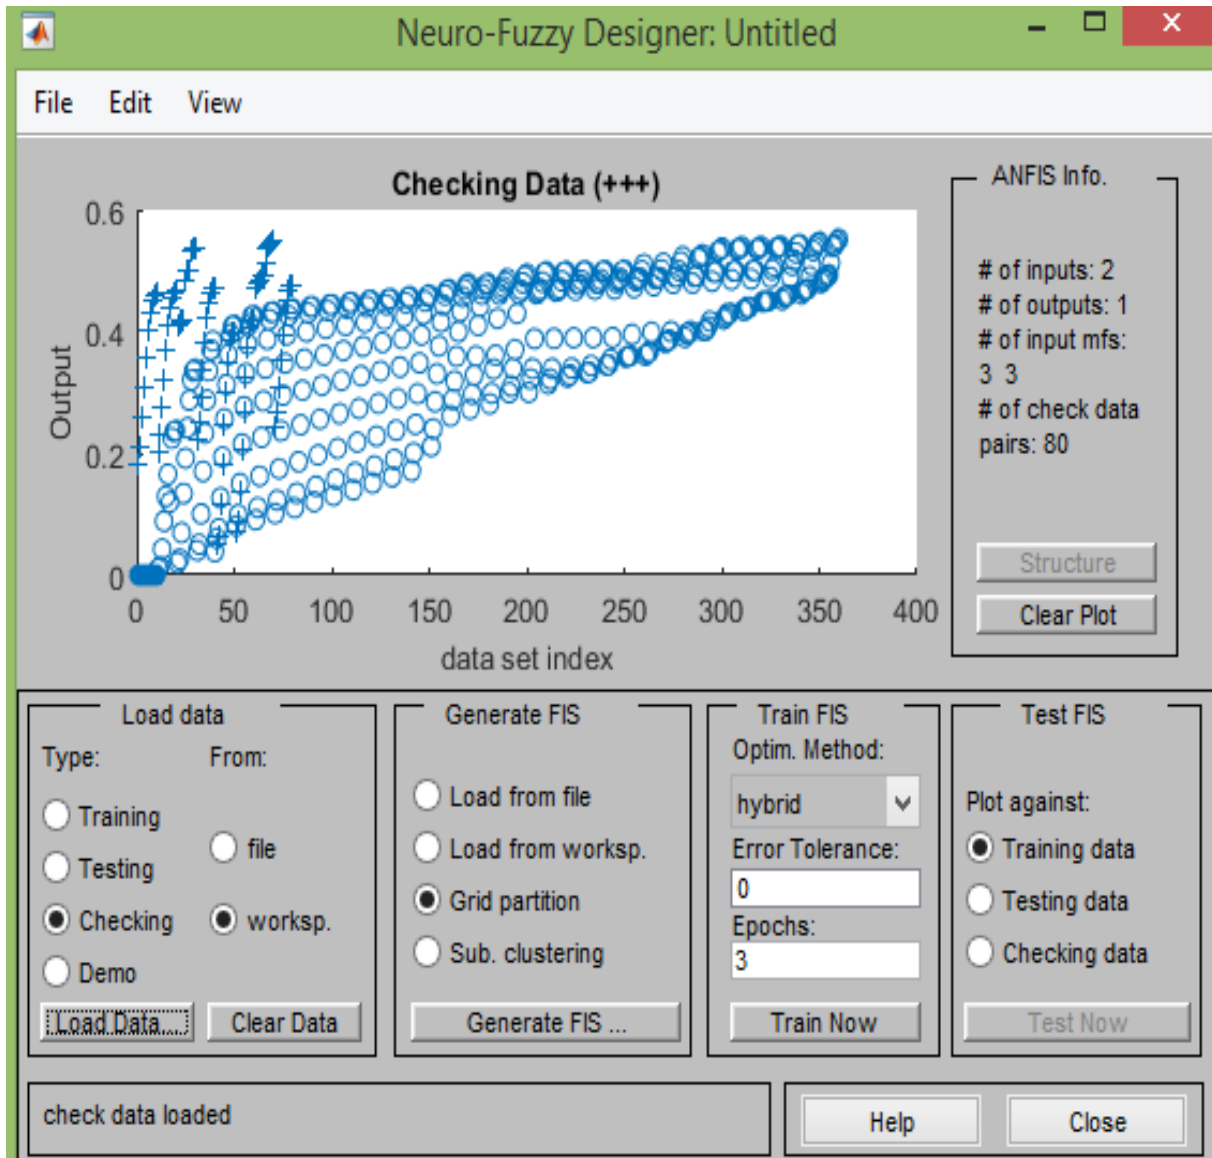 Neuro-Fuzzy Designer: Untitled
File Edit View
Checking Data (+++)
0.6
0.4
0.2
0
Output
0 50 100 150 200 250 300 350 400
data set index
ANFIS Info.
# of inputs: 2
# of outputs: 1
# of input mfs:
3 3
# of check data
pairs: 80
Structure
Clear Plot
Load data
Type: From:
Training
file
Testing
Checking
worksp.
Demo
Load Data... Clear Data
Generate FIS
Load from file
Load from worksp.
Grid partition
Sub. clustering
Generate FIS ...
Train FIS
Optim. Method:
hybrid
Error Tolerance:
0
Epochs:
3
Train Now
Test FIS
Plot against:
Training data
Testing data
Checking data
Test Now
check data loaded
Help Close